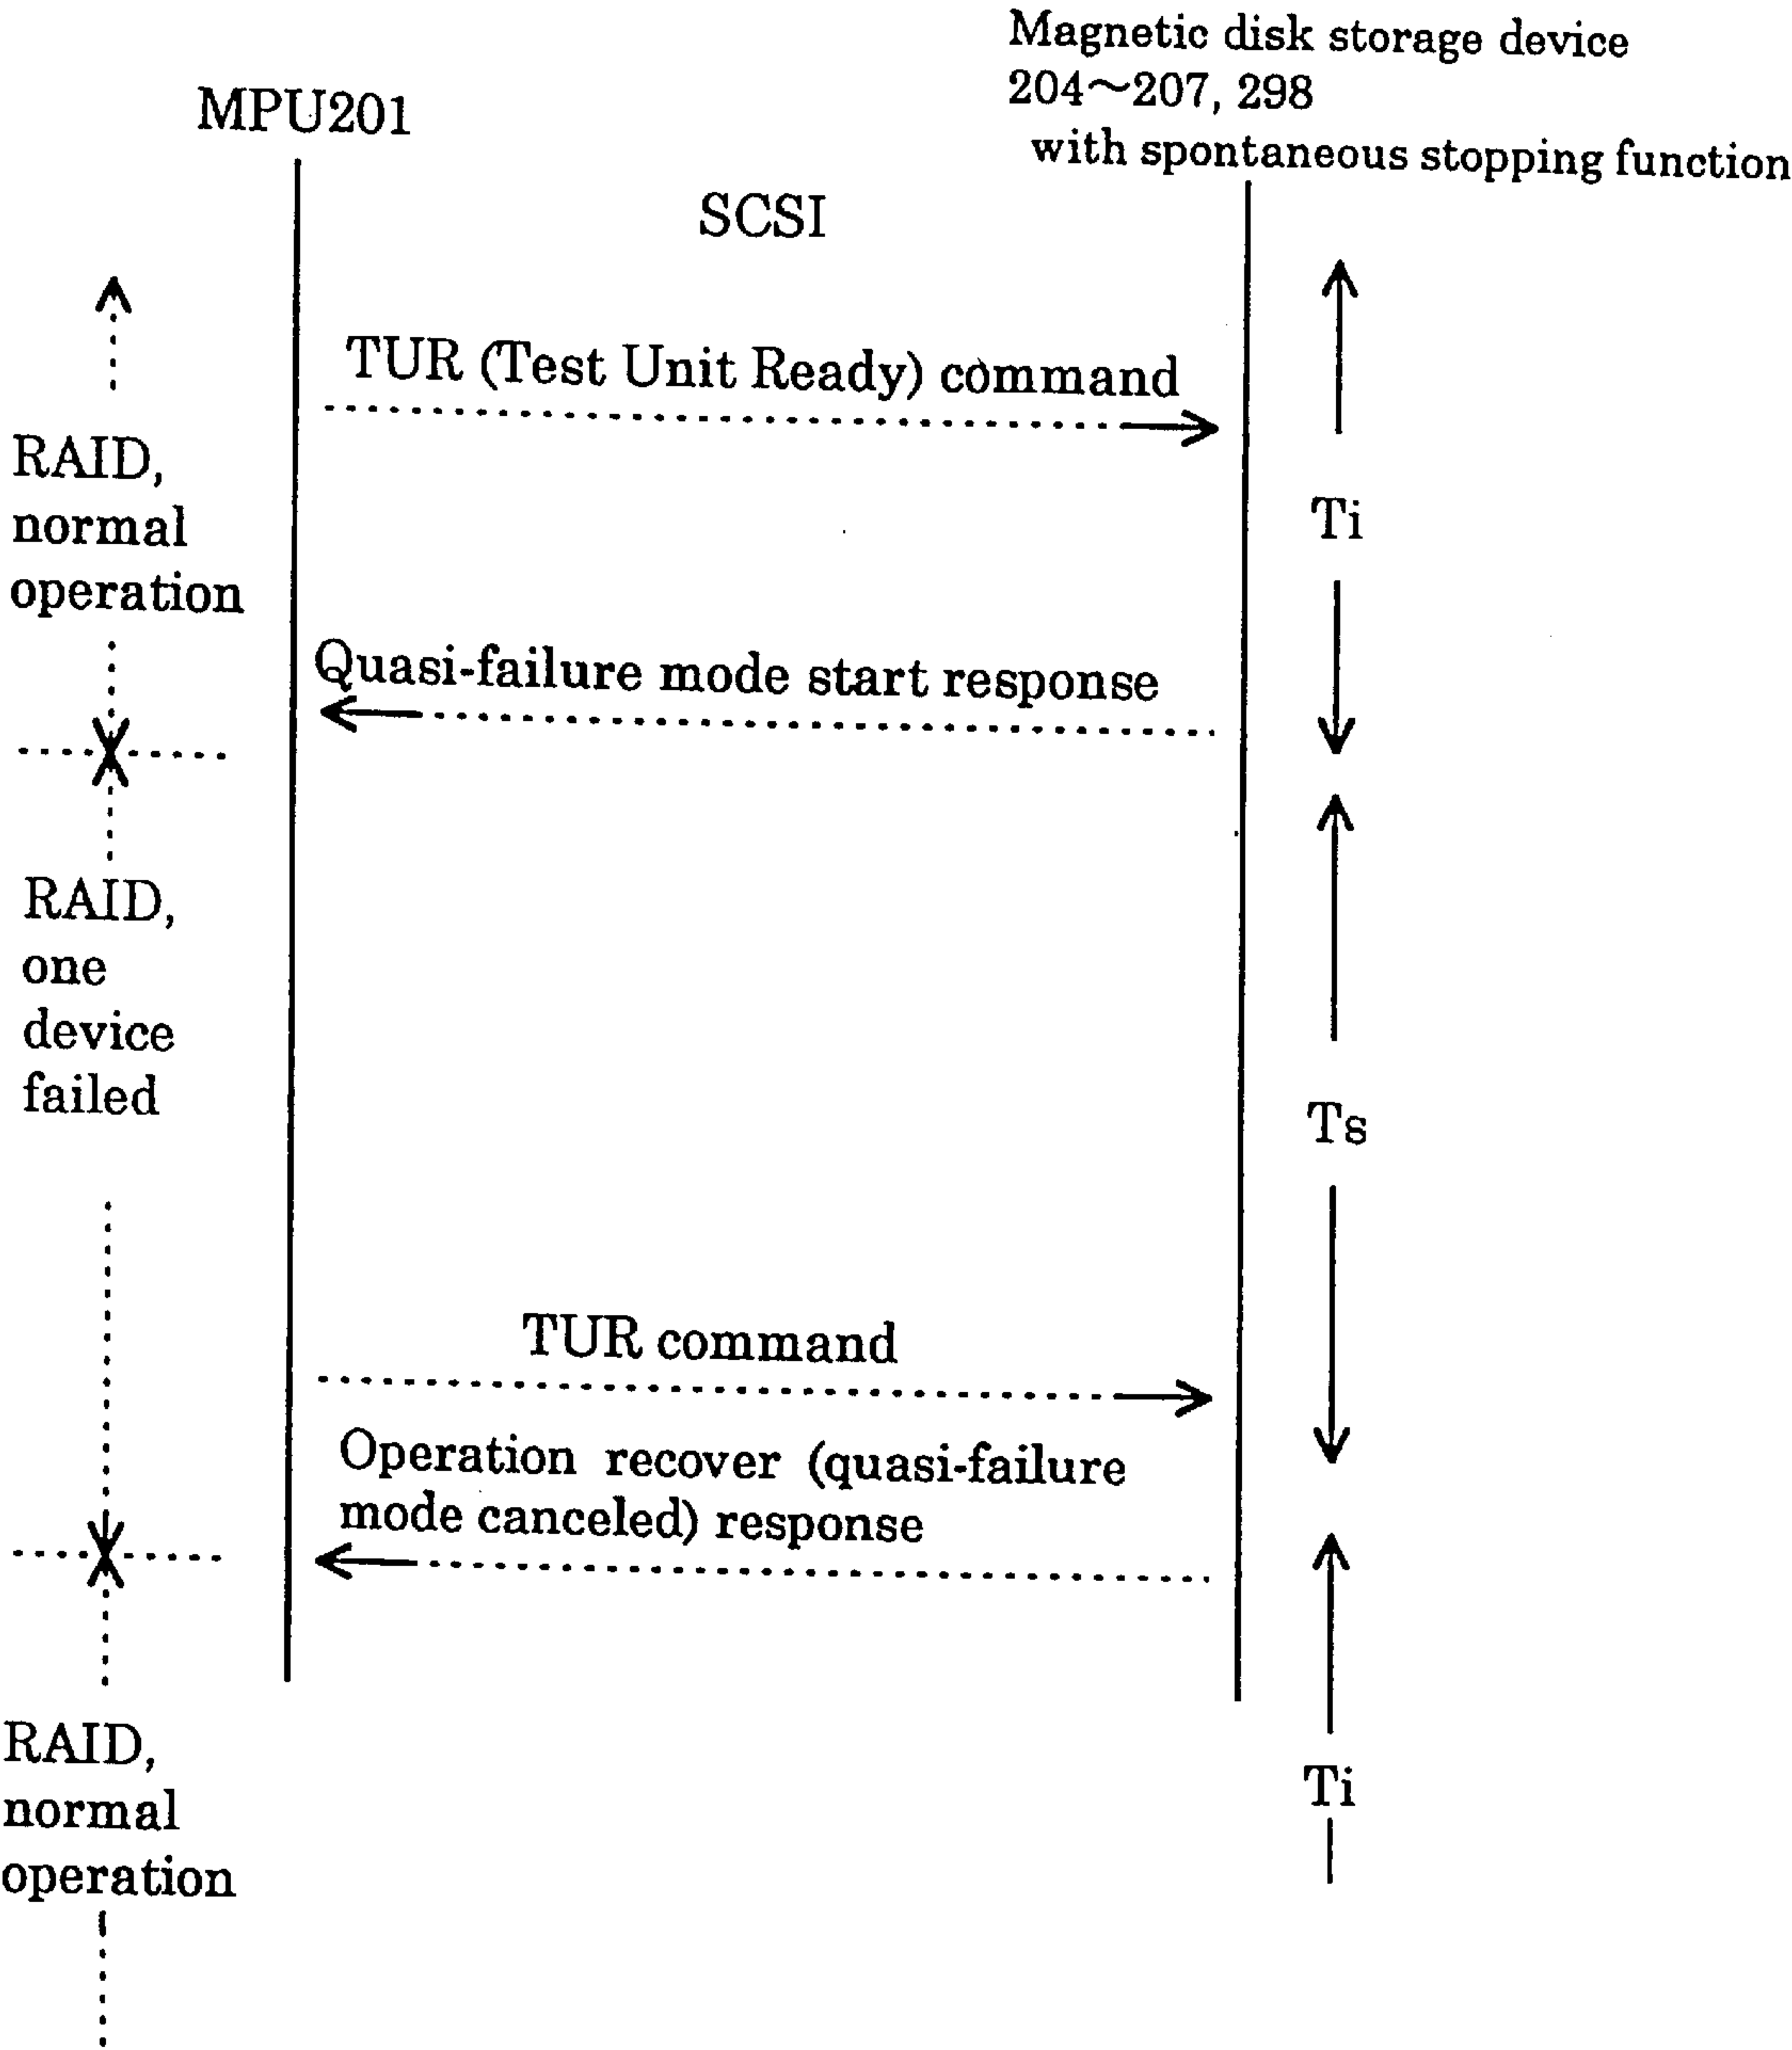 Magnetic disk storage device
204～207, 298
with spontaneous stopping function
MPU201
SCSI
TUR (Test Unit Ready) command
RAID,
normal
operation
Ti
Quasi-failure mode start response
RAID,
one
device
failed
Ts
TUR command
Operation recover (quasi-failure
mode canceled) response
RAID,
normal
operation
Ti